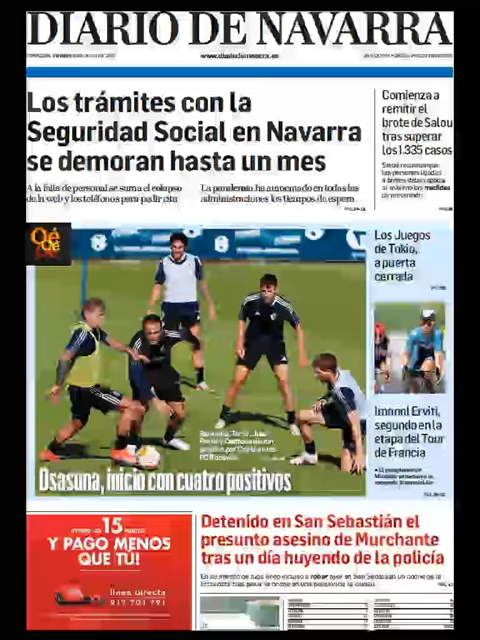 DIARIO DE NAVARRA
www.diariodenavarra.es
Los trámites con la
Seguridad Social en Navarra
se demoran hasta un mes
A la falta de personal se suma el colapso
de la web y los teléfonos para pedir cita
La pandemia ha aumentado en todas las
administraciones los tiempos de espera
Comienza a
remitir el
brote de Salou
tras superar
los 1.335 casos
Los Juegos
de Tokio,
a puerta
cerrada
Imanol Erviti,
segundo en la
etapa del Tour
de Francia
Osasuna, inicio con cuatro positivos
15
Y PAGO MENOS
QUE TU!
línea directa
917 701 791
Detenido en San Sebastián el
presunto asesino de Murchante
tras un día huyendo de la policía